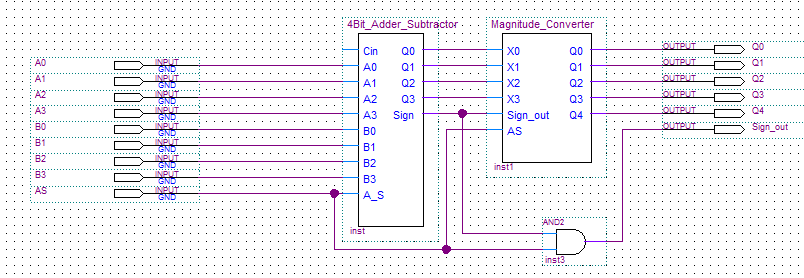 4Bit_Adder_Subtractor Magnitude_Converter
Cin Q0 X0 Q0 OUTPUT Q0
A0 INPUT GND A0 Q1 X1 Q1 OUTPUT Q1
A1 INPUT GND A1 Q2 X2 Q2 OUTPUT Q2
A2 INPUT GND A2 Q3 X3 Q3 OUTPUT Q3
A3 INPUT GND A3 Sign Sign_out Q4 OUTPUT Q4
B0 INPUT GND B0 AS OUTPUT Sign_out
B1 INPUT GND B1
B2 INPUT GND B2
B3 INPUT GND B3 inst1
AS INPUT GND A_S
AND2
inst
inst3